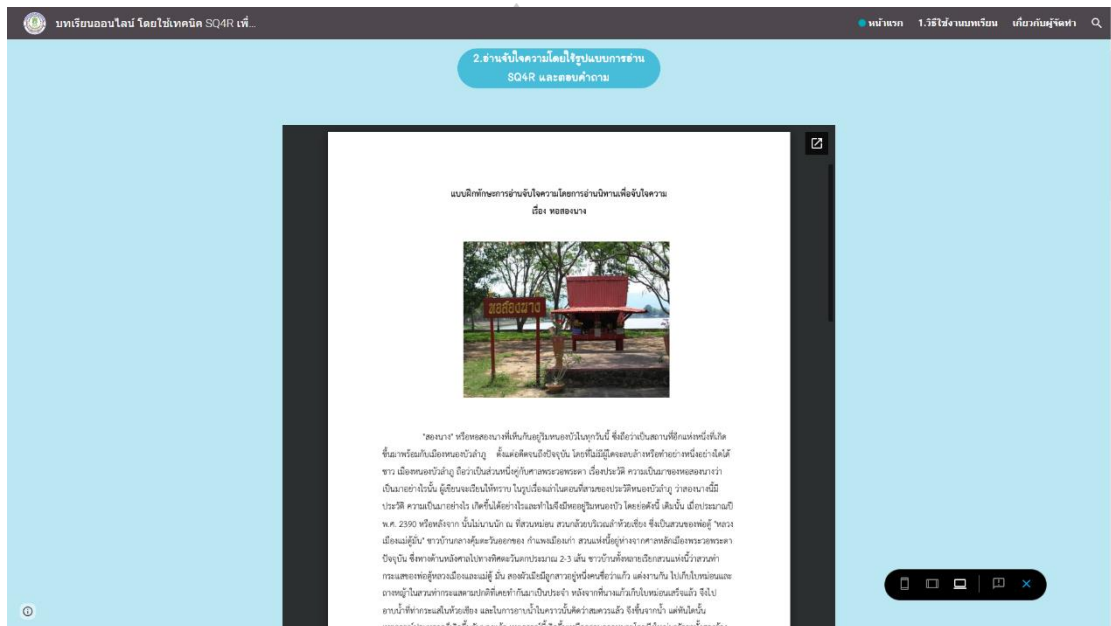 บทเรียนออนไลน์ โดยใช้เทคนิค SQ4R เพื่...
หน้าแรก 1.วิธีใช้งานบทเรียน เกี่ยวกับผู้จัดทำ
2.อ่านจับใจความโดยใช้รูปแบบการอ่าน
SQ4R และตอบคำถาม
แบบฝึกทักษะการอ่านจับใจความโดยการอ่านนิทานเพื่อจับใจความ
เรื่อง หอสองนาง
หอสองนาง
"สองนาง" หรือหอสองนางที่เห็นกันอยู่ริมหนองบัวในทุกวันนี้ ซึ่งถือว่าเป็นสถานที่อีกแห่งหนึ่งที่เกิด
ขึ้นมาพร้อมกับเมืองหนองบัวลำภู ตั้งแต่อดีตจนถึงปัจจุบัน โดยที่ไม่มีผู้ใดจะลบล้างหรือทำอย่างหนึ่งอย่างใดได้
ชาว เมืองหนองบัวลำภู ถือว่าเป็นส่วนหนึ่งคู่กับศาลพระวอพระตา เรื่องประวัติ ความเป็นมาของหอสองนางว่า
เป็นมาอย่างไรนั้น ผู้เขียนจะเขียนให้ทราบ ในรูปเรื่องเล่าในตอนที่สามของประวัติหนองบัวลำภู ว่าสองนางนี้มี
ประวัติ ความเป็นมาอย่างไร เกิดขึ้นได้อย่างไรและทำไมจึงมีหออยู่ริมหนองบัว โดยย่อดังนี้ เดิมนั้น เมื่อประมาณปี
พ.ศ. 2390 หรือหลังจาก นั้นไม่นานนัก ณ ที่สวนหม่อน สวนกล้วยบริเวณลำห้วยเชียง ซึ่งเป็นสวนของพ่อตู้ "หลวง
เมืองแม่ตู้มั่น" ชาวบ้านกลางคุ้มตะวันออกของ กำแพงเมืองเก่า สวนแห่งนี้อยู่ห่างจากศาลหลักเมืองพระวอพระตา
ปัจจุบัน ซึ่งทางด้านหลังศาลไปทางทิศตะวันตกประมาณ 2-3 เส้น ชาวบ้านทั้งหลายเรียกสวนแห่งนี้ว่าสวนท่า
กระแสของพ่อตู้หลวงเมืองและแม่ตู้ มั่น สองผัวเมียมีลูกสาวอยู่หนึ่งคนชื่อว่าแก้ว แต่งงานกัน ไปเก็บใบหม่อนและ
ถางหญ้าในสวนท่ากระแสตามปกติที่เคยทำกันมาเป็นประจำ หลังจากที่นางแก้วเก็บใบหม่อนเสร็จแล้ว จึงไป
อาบน้ำที่ท่ากระแสในห้วยเชียง และในการอาบน้ำในคราวนั้นคิดว่าสมควรแล้ว จึงขึ้นจากน้ำ แต่ทันใดนั้น